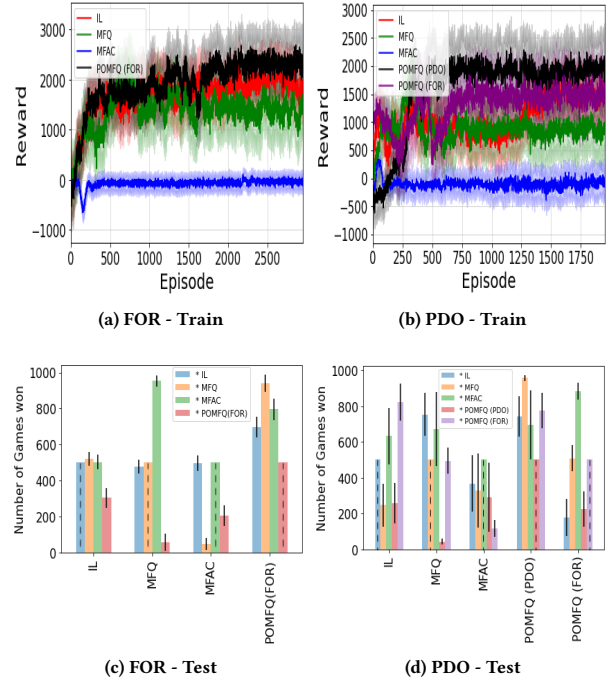 3000
2000
1000
0
−1000
Reward
IL
MFQ
MFAC
POMFQ (FOR)
0 500 1000 1500 2000 2500
Episode
(a) FOR - Train
3000
2500
2000
1500
1000
500
0
−500
−1000
Reward
IL
MFQ
MFAC
POMFQ (PDO)
POMFQ (FOR)
0 250 500 750 1000 1250 1500 1750
Episode
(b) PDO - Train
1000
800
600
400
200
0
Number of Games won
* IL
* MFQ
* MFAC
* POMFQ(FOR)
IL
MFQ
MFAC
POMFQ(FOR)
(c) FOR - Test
1000
800
600
400
200
0
Number of Games won
* IL
* MFQ
* MFAC
* POMFQ (PDO)
* POMFQ (FOR)
IL
MFQ
MFAC
POMFQ (PDO)
POMFQ (FOR)
(d) PDO - Test